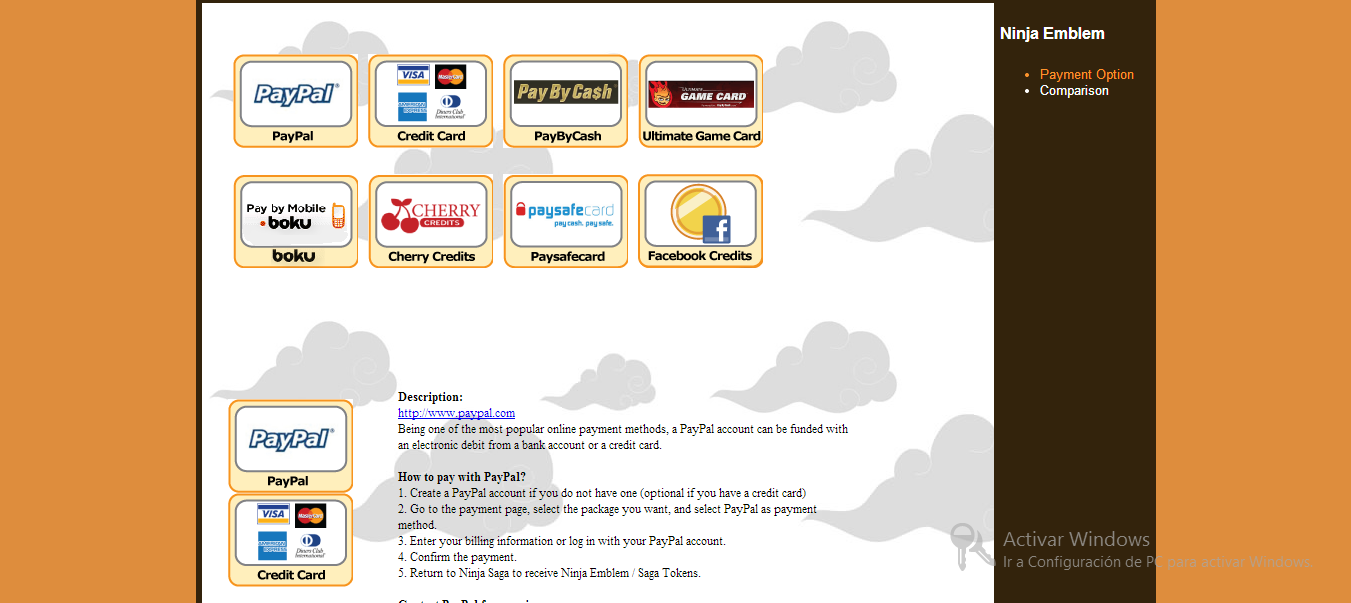 Ninja Emblem
Payment Option
Comparison
PayPal®
PayPal
VISA
MasterCard
AMERICAN EXPRESS
Diners Club International
Credit Card
Pay By Ca$h
PayByCash
ULTIMATE
GAME CARD
Ultimate Game Card
Pay by Mobile
boku
boku
CHERRY
CREDITS
Cherry Credits
paysafecard
pay cash. pay safe.
Paysafecard
f
Facebook Credits
PayPal®
PayPal
VISA
MasterCard
AMERICAN EXPRESS
Diners Club International
Credit Card
Description:
http://www.paypal.com
Being one of the most popular online payment methods, a PayPal account can be funded with
an electronic debit from a bank account or a credit card.
How to pay with PayPal?
1. Create a PayPal account if you do not have one (optional if you have a credit card)
2. Go to the payment page, select the package you want, and select PayPal as payment
method.
3. Enter your billing information or log in with your PayPal account.
4. Confirm the payment.
5. Return to Ninja Saga to receive Ninja Emblem / Saga Tokens.
Activar Windows
Ir a Configuración de PC para activar Windows.